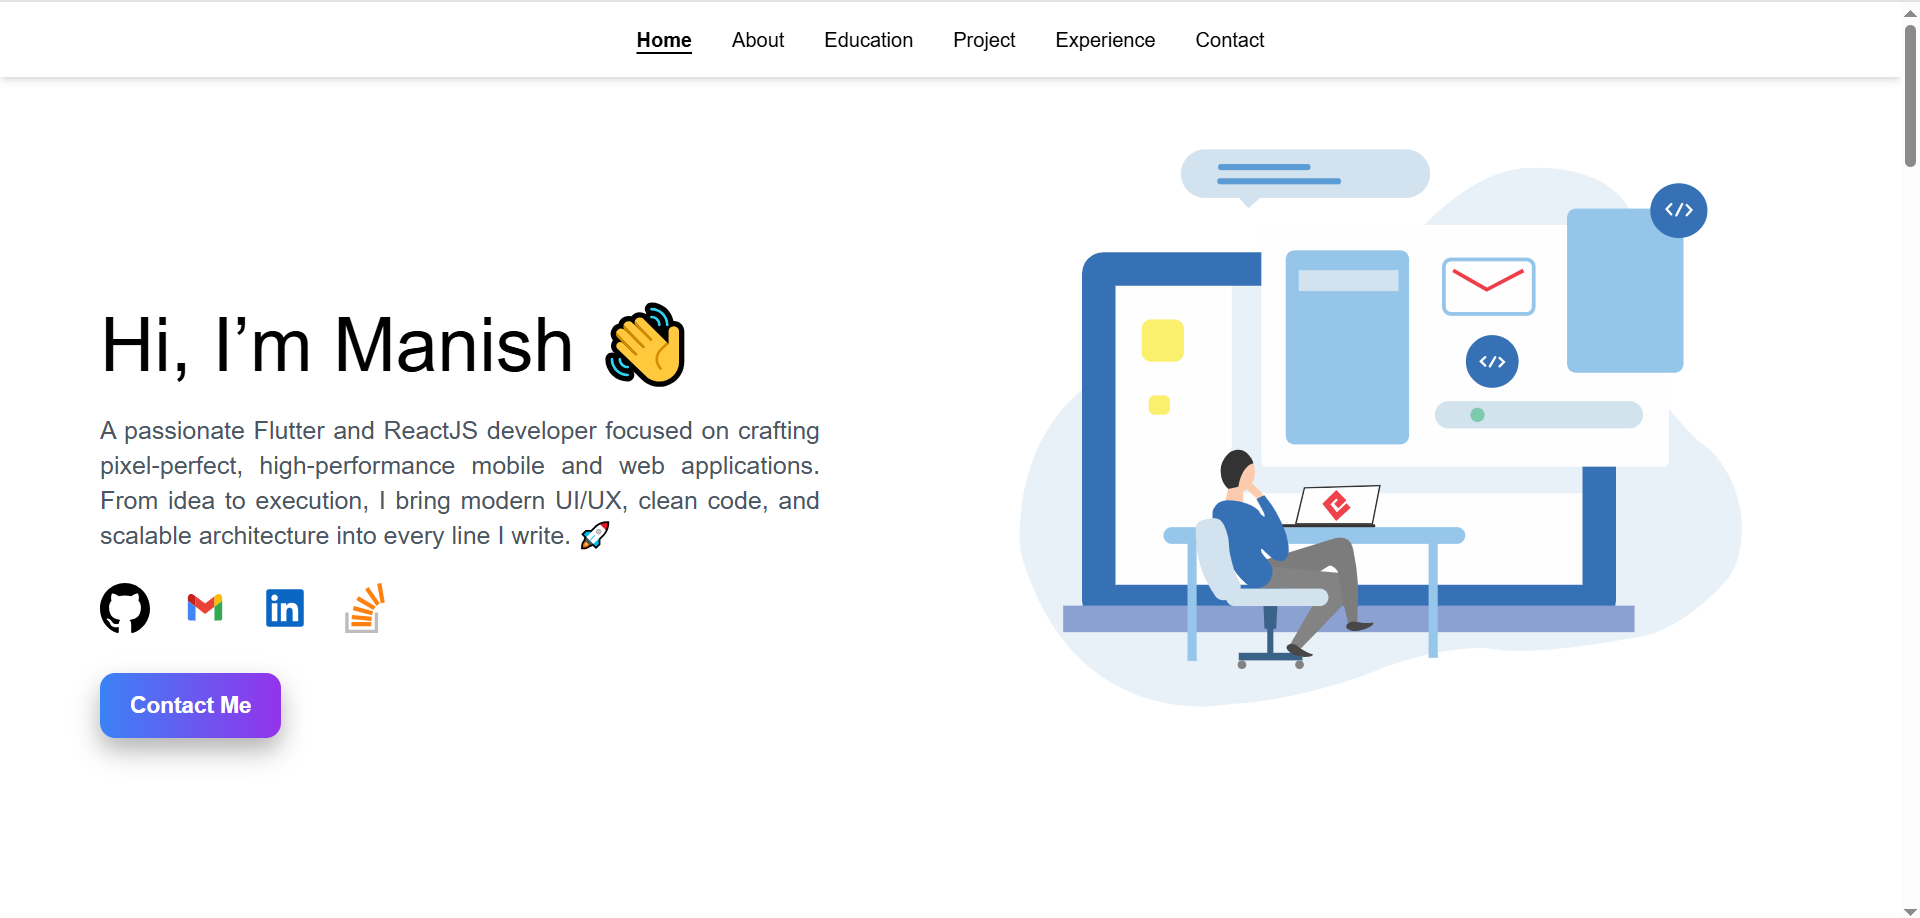 Home About Education Project Experience Contact
Hi, I’m Manish 👋
A passionate Flutter and ReactJS developer focused on crafting
pixel-perfect, high-performance mobile and web applications.
From idea to execution, I bring modern UI/UX, clean code, and
scalable architecture into every line I write. 🚀
in
Contact Me